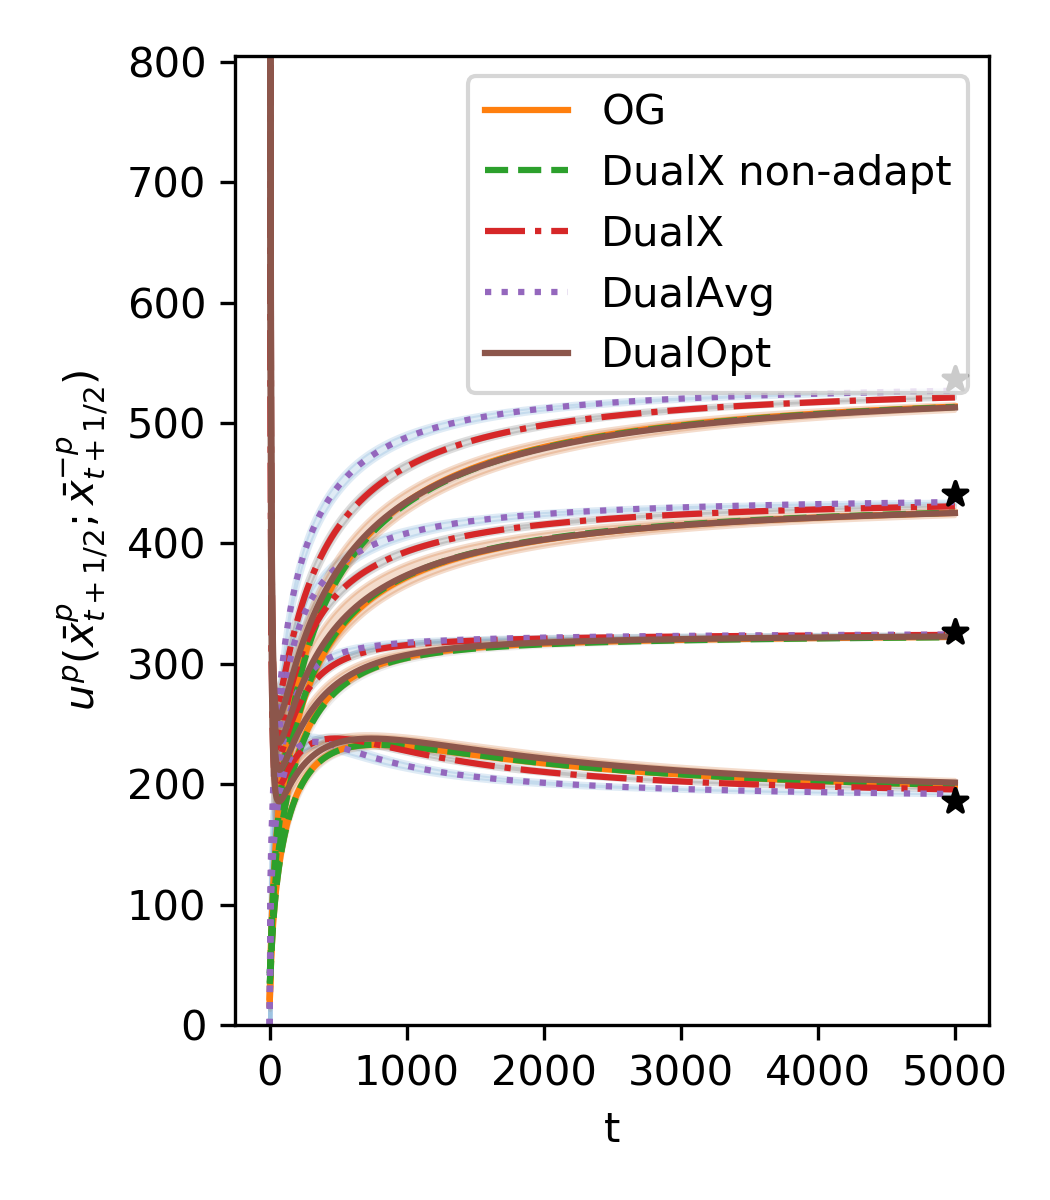 800
700
600
500
400
300
200
100
0
0 1000 2000 3000 4000 5000
t
u^p(x̄^p_{t+1/2}; x̄^{-p}_{t+1/2})
OG
DualX non-adapt
DualX
DualAvg
DualOpt